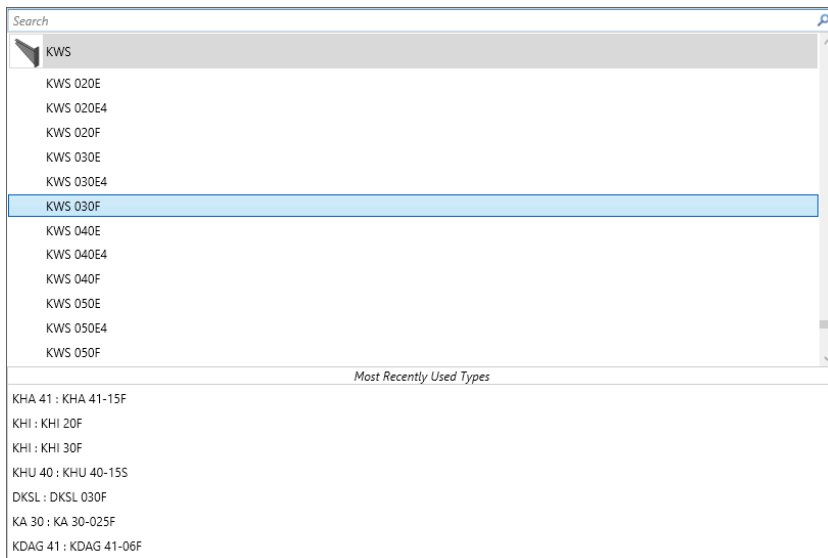 Search
KWS
KWS 020E
KWS 020E4
KWS 020F
KWS 030E
KWS 030E4
KWS 030F
KWS 040E
KWS 040E4
KWS 040F
KWS 050E
KWS 050E4
KWS 050F
Most Recently Used Types
KHA 41 : KHA 41-15F
KHI : KHI 20F
KHI : KHI 30F
KHU 40 : KHU 40-15S
DKSL : DKSL 030F
KA 30 : KA 30-025F
KDAG 41 : KDAG 41-06F